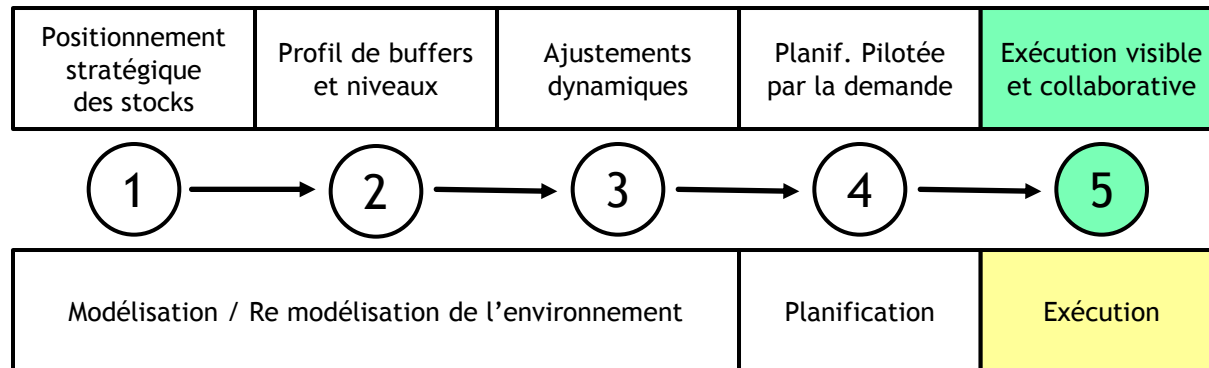 Positionnement
stratégique
des stocks
Profil de buffers
et niveaux
Ajustements
dynamiques
Planif. Pilotée
par la demande
Exécution visible
et collaborative
1
2
3
4
5
Modélisation / Re modélisation de l’environnement
Planification
Exécution